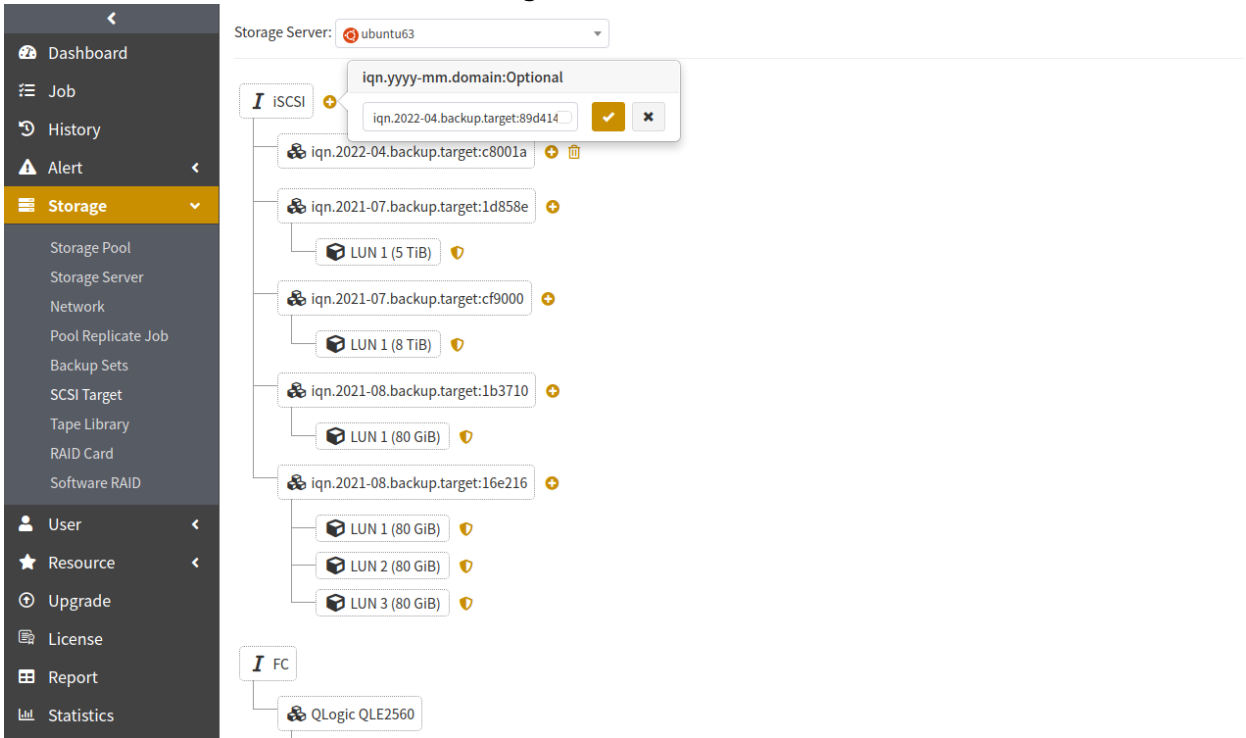 Storage Server: ubuntu63
Dashboard
Job
History
Alert
Storage
Storage Pool
Storage Server
Network
Pool Replicate Job
Backup Sets
SCSI Target
Tape Library
RAID Card
Software RAID
User
Resource
Upgrade
License
Report
Statistics
iqn.yyyy-mm.domain:Optional
iqn.2022-04.backup.target:89d414
iSCSI
iqn.2022-04.backup.target:c8001a
iqn.2021-07.backup.target:1d858e
LUN 1 (5 TiB)
iqn.2021-07.backup.target:cf9000
LUN 1 (8 TiB)
iqn.2021-08.backup.target:1b3710
LUN 1 (80 GiB)
iqn.2021-08.backup.target:16e216
LUN 1 (80 GiB)
LUN 2 (80 GiB)
LUN 3 (80 GiB)
FC
QLogic QLE2560